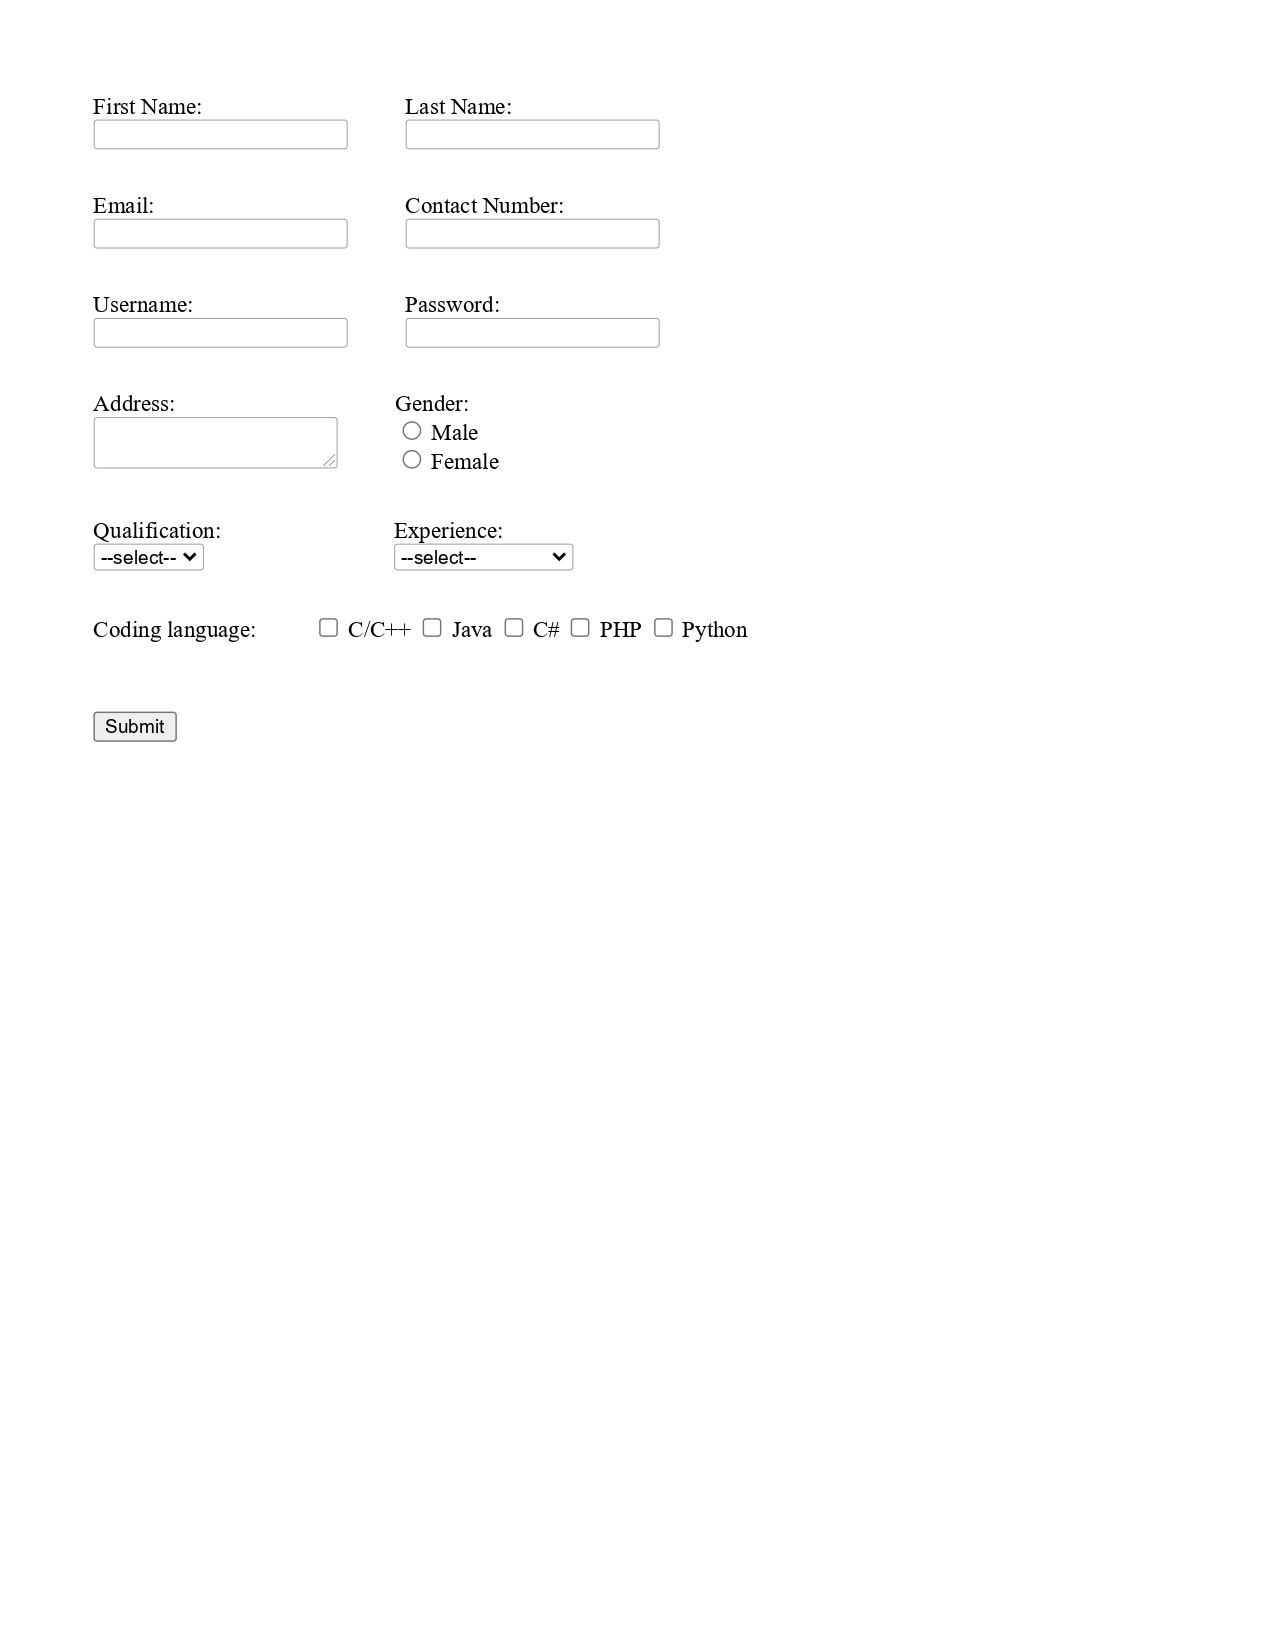 First Name: Last Name:
Email: Contact Number:
Username: Password:
Address: Gender:
Male
Female
Qualification: Experience:
--select-- --select--
Coding language: C/C++ Java C# PHP Python
Submit